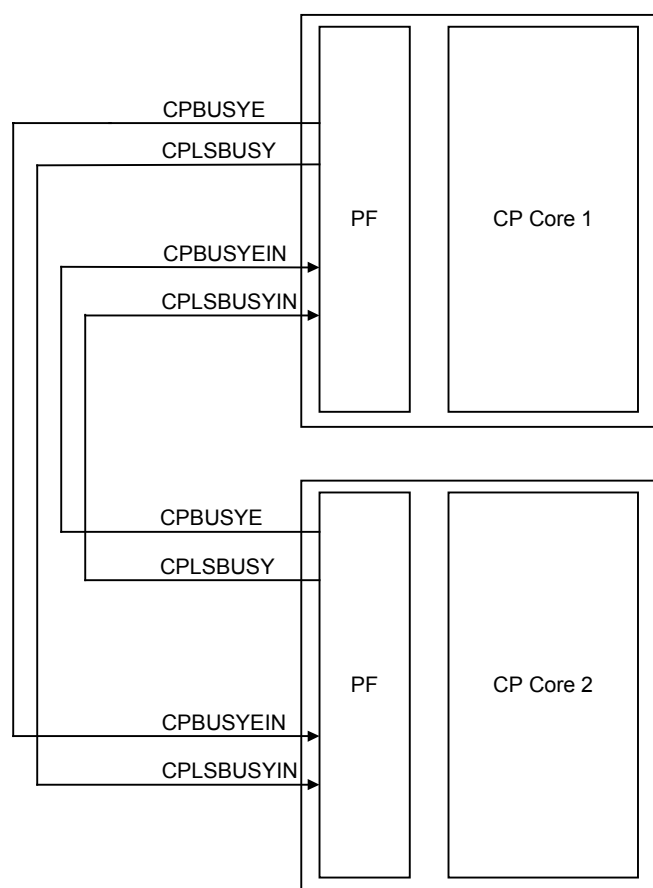 CPBUSYE
CPLSBUSY
PF
CP Core 1
CPBUSYEIN
CPLSBUSYIN
CPBUSYE
CPLSBUSY
PF
CP Core 2
CPBUSYEIN
CPLSBUSYIN